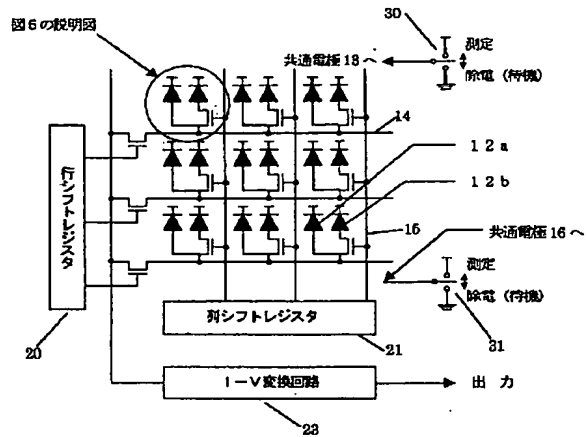 図6の説明図
30
測定
共通電極18へ
除電(待機)
14
12a
12b
行シフトレジスタ
15
共通電極16へ
測定
除電(待機)
列シフトレジスタ
20
21
31
I-V変換回路
出力
23